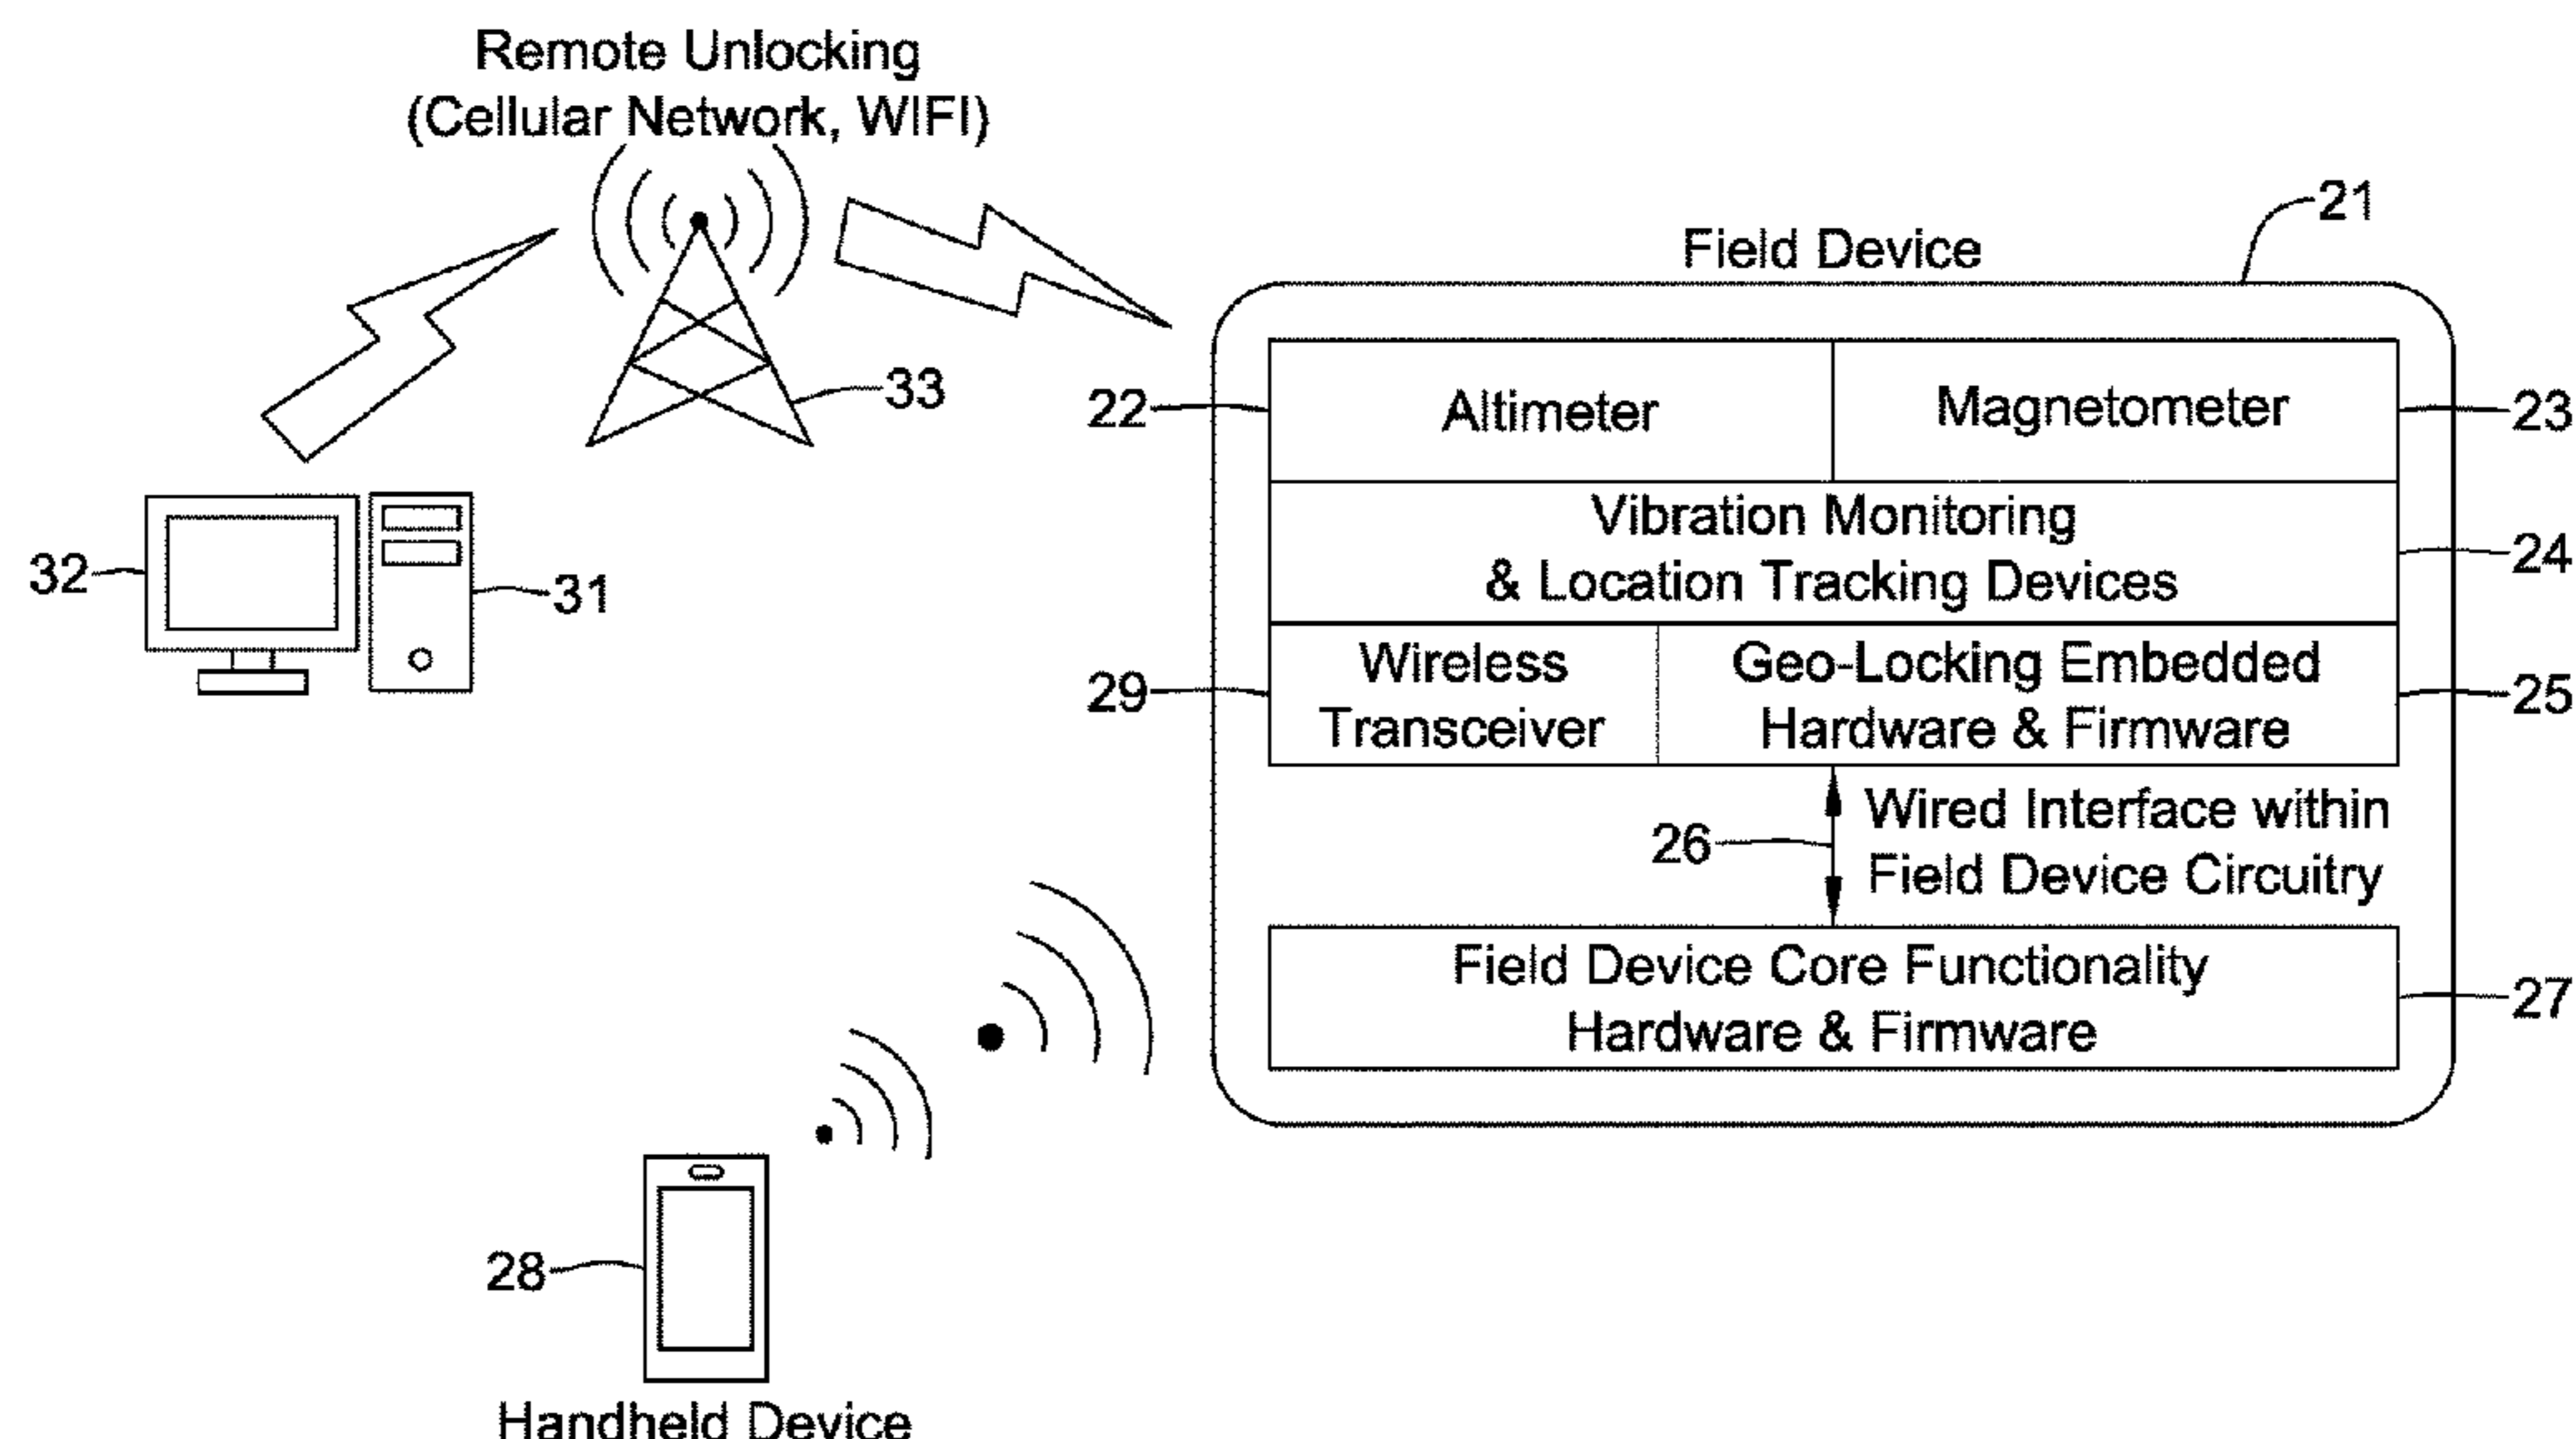 Remote Unlocking
(Cellular Network, WIFI)
21
Field Device
33
22
Altimeter
Magnetometer
23
Vibration Monitoring
& Location Tracking Devices
24
32
31
29
Wireless
Transceiver
Geo-Locking Embedded
Hardware & Firmware
25
26
Wired Interface within
Field Device Circuitry
Field Device Core Functionality
Hardware & Firmware
27
28
Handheld Device